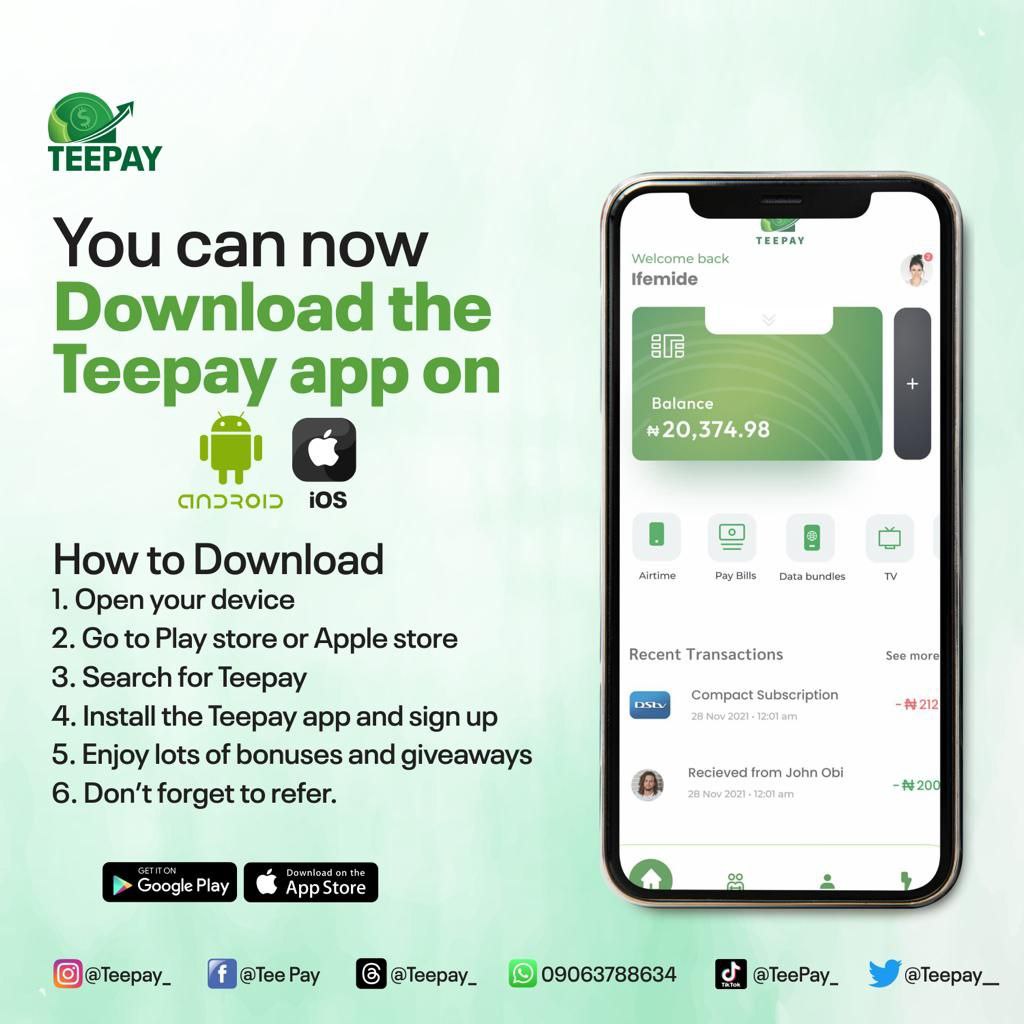 TEEPAY
You can now
Download the
Teepay app on
ANDROID
iOS
How to Download
1. Open your device
2. Go to Play store or Apple store
3. Search for Teepay
4. Install the Teepay app and sign up
5. Enjoy lots of bonuses and giveaways
6. Don’t forget to refer.
GET IT ON
Google Play
Download on the
App Store
TEEPAY
Welcome back
Ifemide
2
+
Balance
₦20,374.98
Airtime
Pay Bills
Data bundles
TV
Recent Transactions
See more
DStv
Compact Subscription
- ₦212
28 Nov 2021 • 12:01 am
Recieved from John Obi
- ₦200
28 Nov 2021 • 12:01 am
@Teepay_
@Tee Pay
@Teepay_
09063788634
TikTok
@TeePay_
@Teepay__